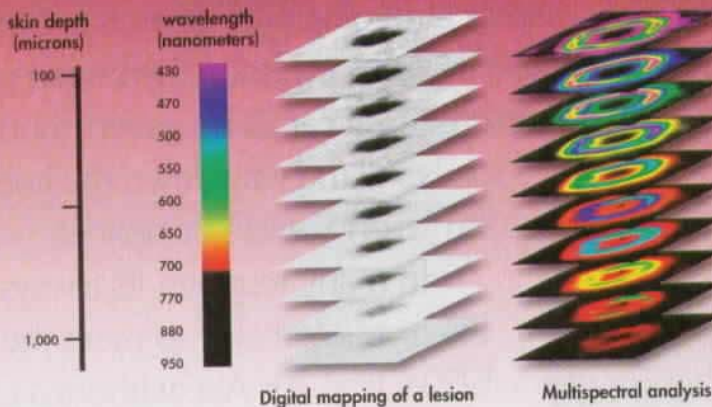 skin depth
(microns)
100
1,000
wavelength
(nanometers)
430
470
500
550
600
650
700
770
880
950
Digital mapping of a lesion
Multispectral analysis